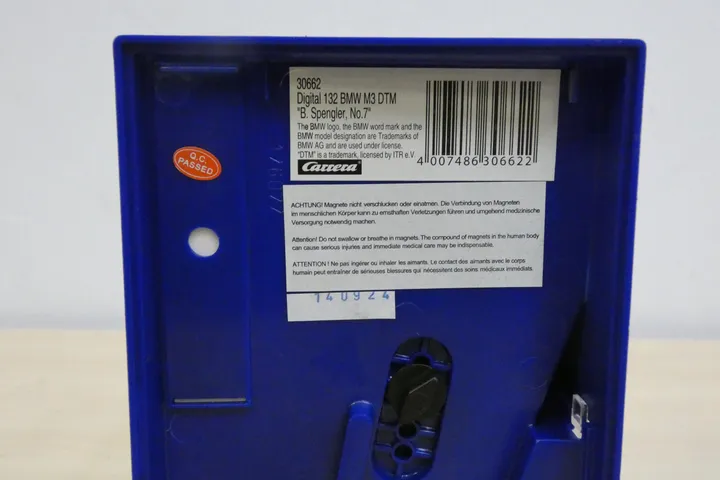 30662
Digital 132 BMW M3 DTM
"B. Spengler, No.7"
The BMW logo, the BMW word mark and the
BMW model designation are Trademarks of
BMW AG and are used under license.
"DTM" is a trademark, licensed by ITR e.V
Carrera
4 007486 306622
Q.C.
PASSED
ACHTUNG! Magnete nicht verschlucken oder einatmen. Die Verbindung von Magneten
im menschlichen Körper kann zu ernsthaften Verletzungen führen und umgehend medizinische
Versorgung notwendig machen.
Attention! Do not swallow or breathe in magnets. The compound of magnets in the human body
can cause serious injuries and immediate medical care may be indispensable.
ATTENTION ! Ne pas ingérer ou inhaler les aimants. Le contact des aimants avec le corps
humain peut entraîner de sérieuses blessures qui nécessitent des soins médicaux immédiats.
140924